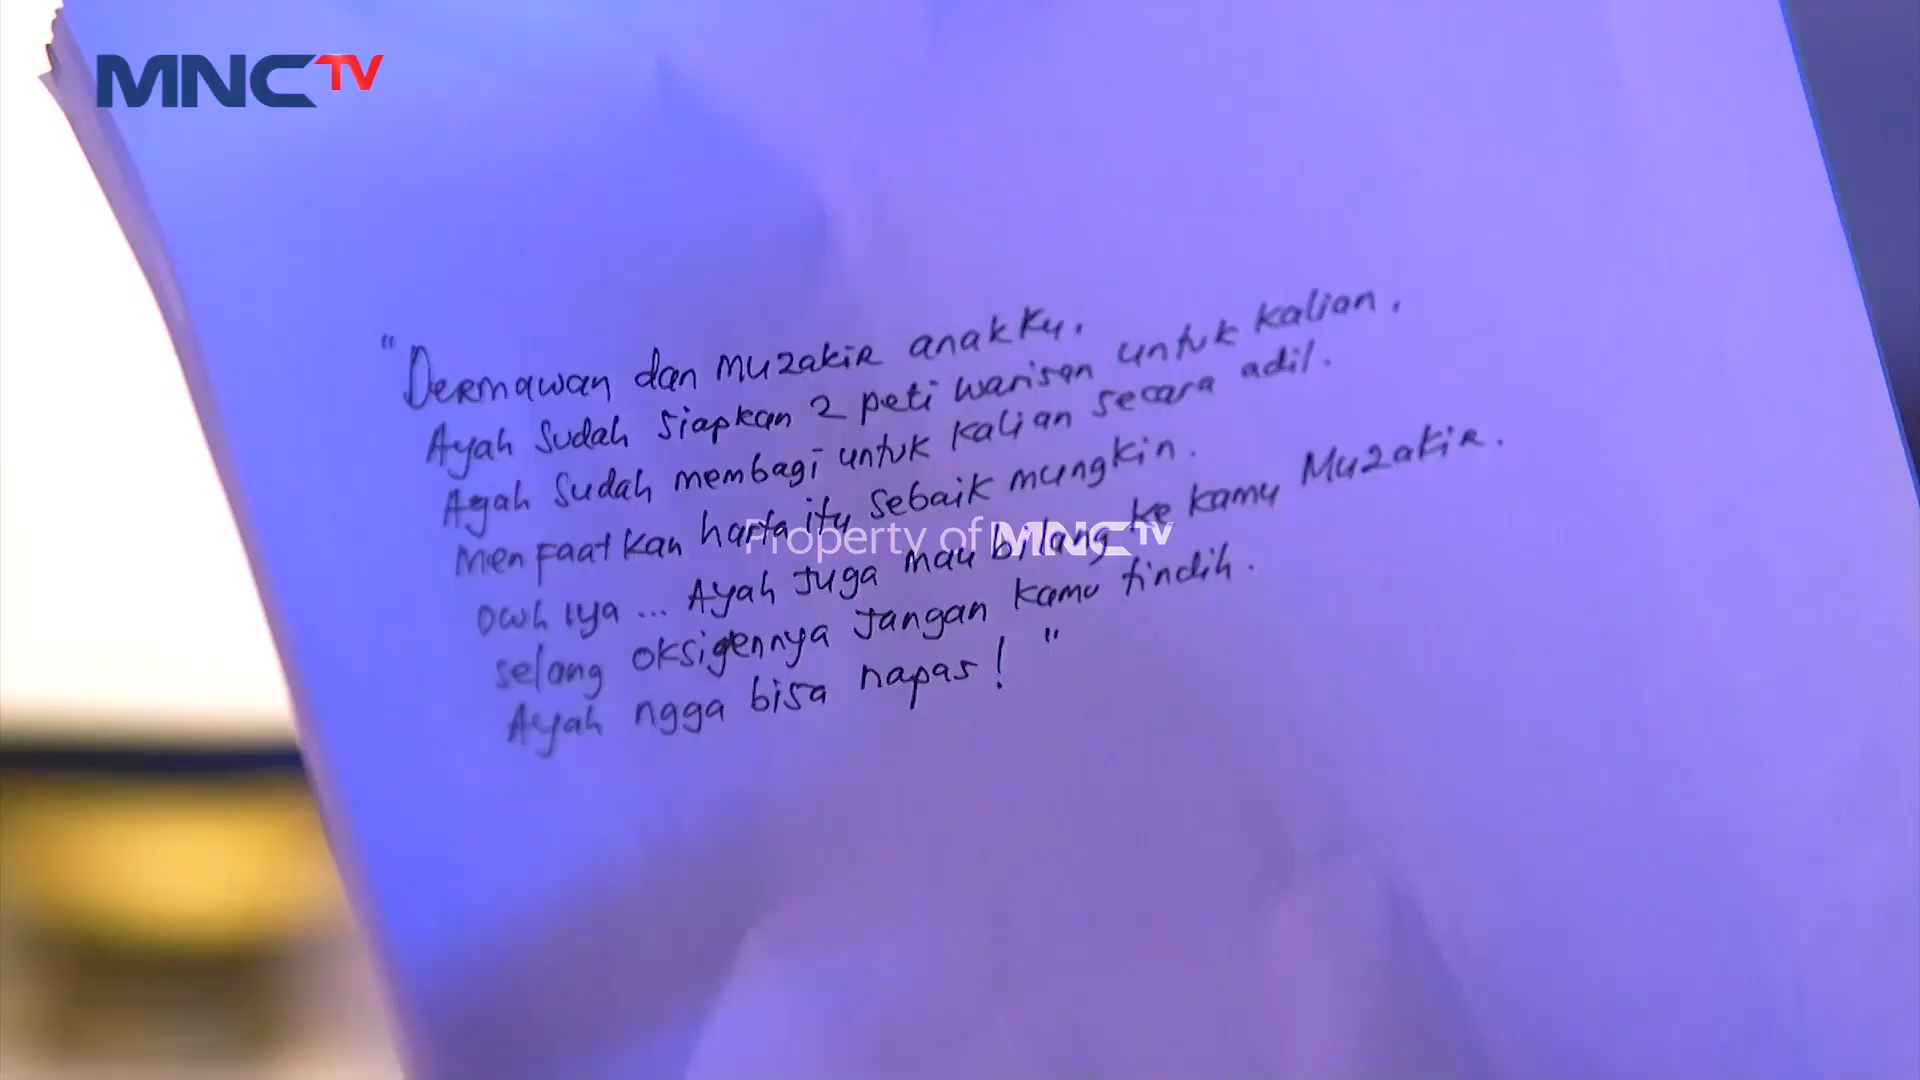 MNCTV
"Dermawan dan Muzakir anakku.
Ayah sudah siapkan 2 peti warisan untuk kalian.
Ayah sudah membagi untuk kalian secara adil.
Menfaatkan harta itu sebaik mungkin.
Property of MNCTV
Owh iya... Ayah juga mau bilang ke kamu Muzakir.
selang oksigennya jangan kamu tindih.
Ayah ngga bisa napas!"